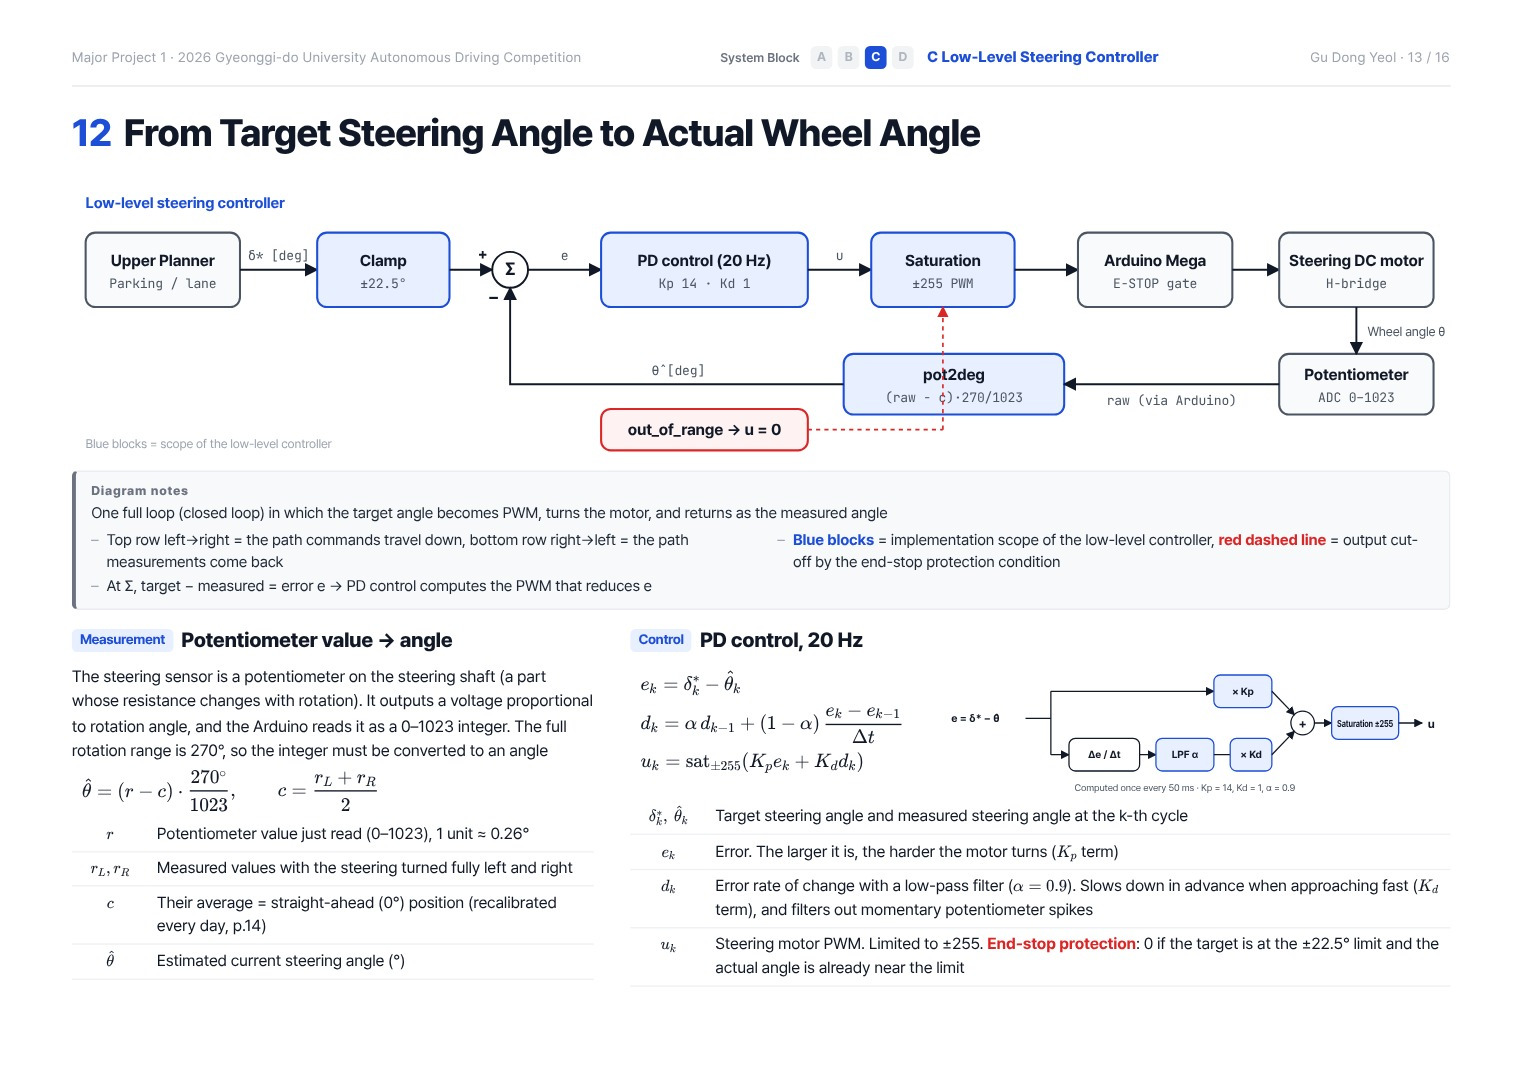 Major Project 1 · 2026 Gyeonggi-do University Autonomous Driving Competition
System Block A B C D C Low-Level Steering Controller
Gu Dong Yeol · 13 / 16
12 From Target Steering Angle to Actual Wheel Angle
Low-level steering controller
Upper Planner
Parking / lane
δ* [deg]
Clamp
±22.5°
+
−
Σ
e
PD control (20 Hz)
Kp 14 · Kd 1
u
Saturation
±255 PWM
Arduino Mega
E-STOP gate
Steering DC motor
H-bridge
Wheel angle θ
Potentiometer
ADC 0–1023
raw (via Arduino)
pot2deg
(raw - c)·270/1023
θ̂ [deg]
out_of_range → u = 0
Blue blocks = scope of the low-level controller
Diagram notes
One full loop (closed loop) in which the target angle becomes PWM, turns the motor, and returns as the measured angle
– Top row left→right = the path commands travel down, bottom row right→left = the path
measurements come back
– At Σ, target − measured = error e → PD control computes the PWM that reduces e
– Blue blocks = implementation scope of the low-level controller, red dashed line = output cut-
off by the end-stop protection condition
Measurement Potentiometer value → angle
The steering sensor is a potentiometer on the steering shaft (a part
whose resistance changes with rotation). It outputs a voltage proportional
to rotation angle, and the Arduino reads it as a 0–1023 integer. The full
rotation range is 270°, so the integer must be converted to an angle
θ̂ = (r − c) · 270° / 1023, c = (r_L + r_R) / 2
r Potentiometer value just read (0–1023), 1 unit ≈ 0.26°
r_L, r_R Measured values with the steering turned fully left and right
c Their average = straight-ahead (0°) position (recalibrated
every day, p.14)
θ̂ Estimated current steering angle (°)
Control PD control, 20 Hz
e_k = δ*_k − θ̂_k
d_k = α d_{k−1} + (1 − α) (e_k − e_{k−1}) / Δt
u_k = sat_{±255}(K_p e_k + K_d d_k)
e = δ* − θ
× Kp
Δe / Δt
LPF α
× Kd
+
Saturation ±255
u
Computed once every 50 ms · Kp = 14, Kd = 1, α = 0.9
δ*_k, θ̂_k Target steering angle and measured steering angle at the k-th cycle
e_k Error. The larger it is, the harder the motor turns (K_p term)
d_k Error rate of change with a low-pass filter (α = 0.9). Slows down in advance when approaching fast (K_d
term), and filters out momentary potentiometer spikes
u_k Steering motor PWM. Limited to ±255. End-stop protection: 0 if the target is at the ±22.5° limit and the
actual angle is already near the limit